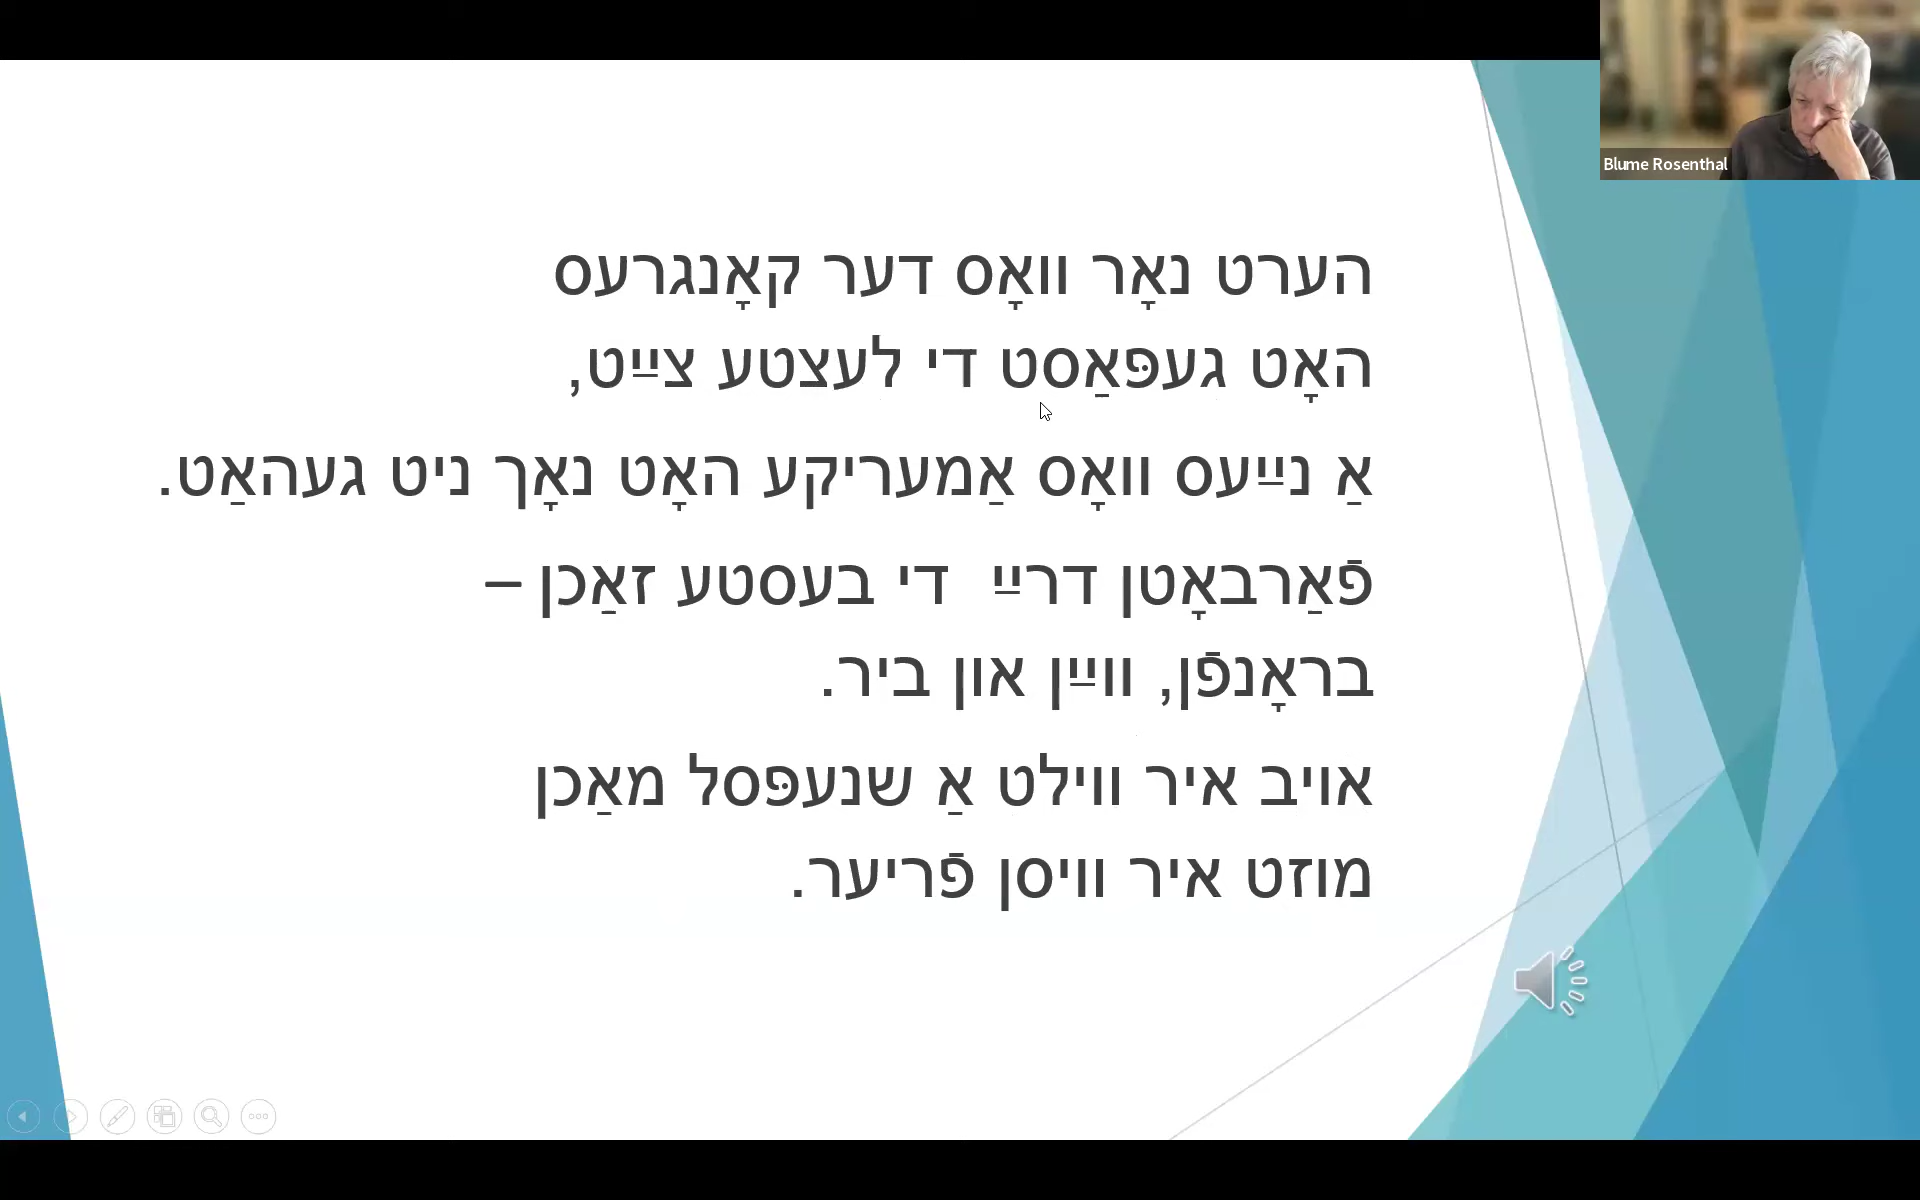 Blume Rosenthal
הערט נאָר וואָס דער קאָנגרעס
האָט געפּאַסט די לעצטע צײַט,
אַ נײַעס וואָס אַמעריקע האָט נאָך ניט געהאַט.
פֿאַרבאָטן דרײַ די בעסטע זאַכן –
בראָנפֿן, ווײַן און ביר.
אויב איר ווילט אַ שנעפּסל מאַכן
מוזט איר וויסן פֿריער.